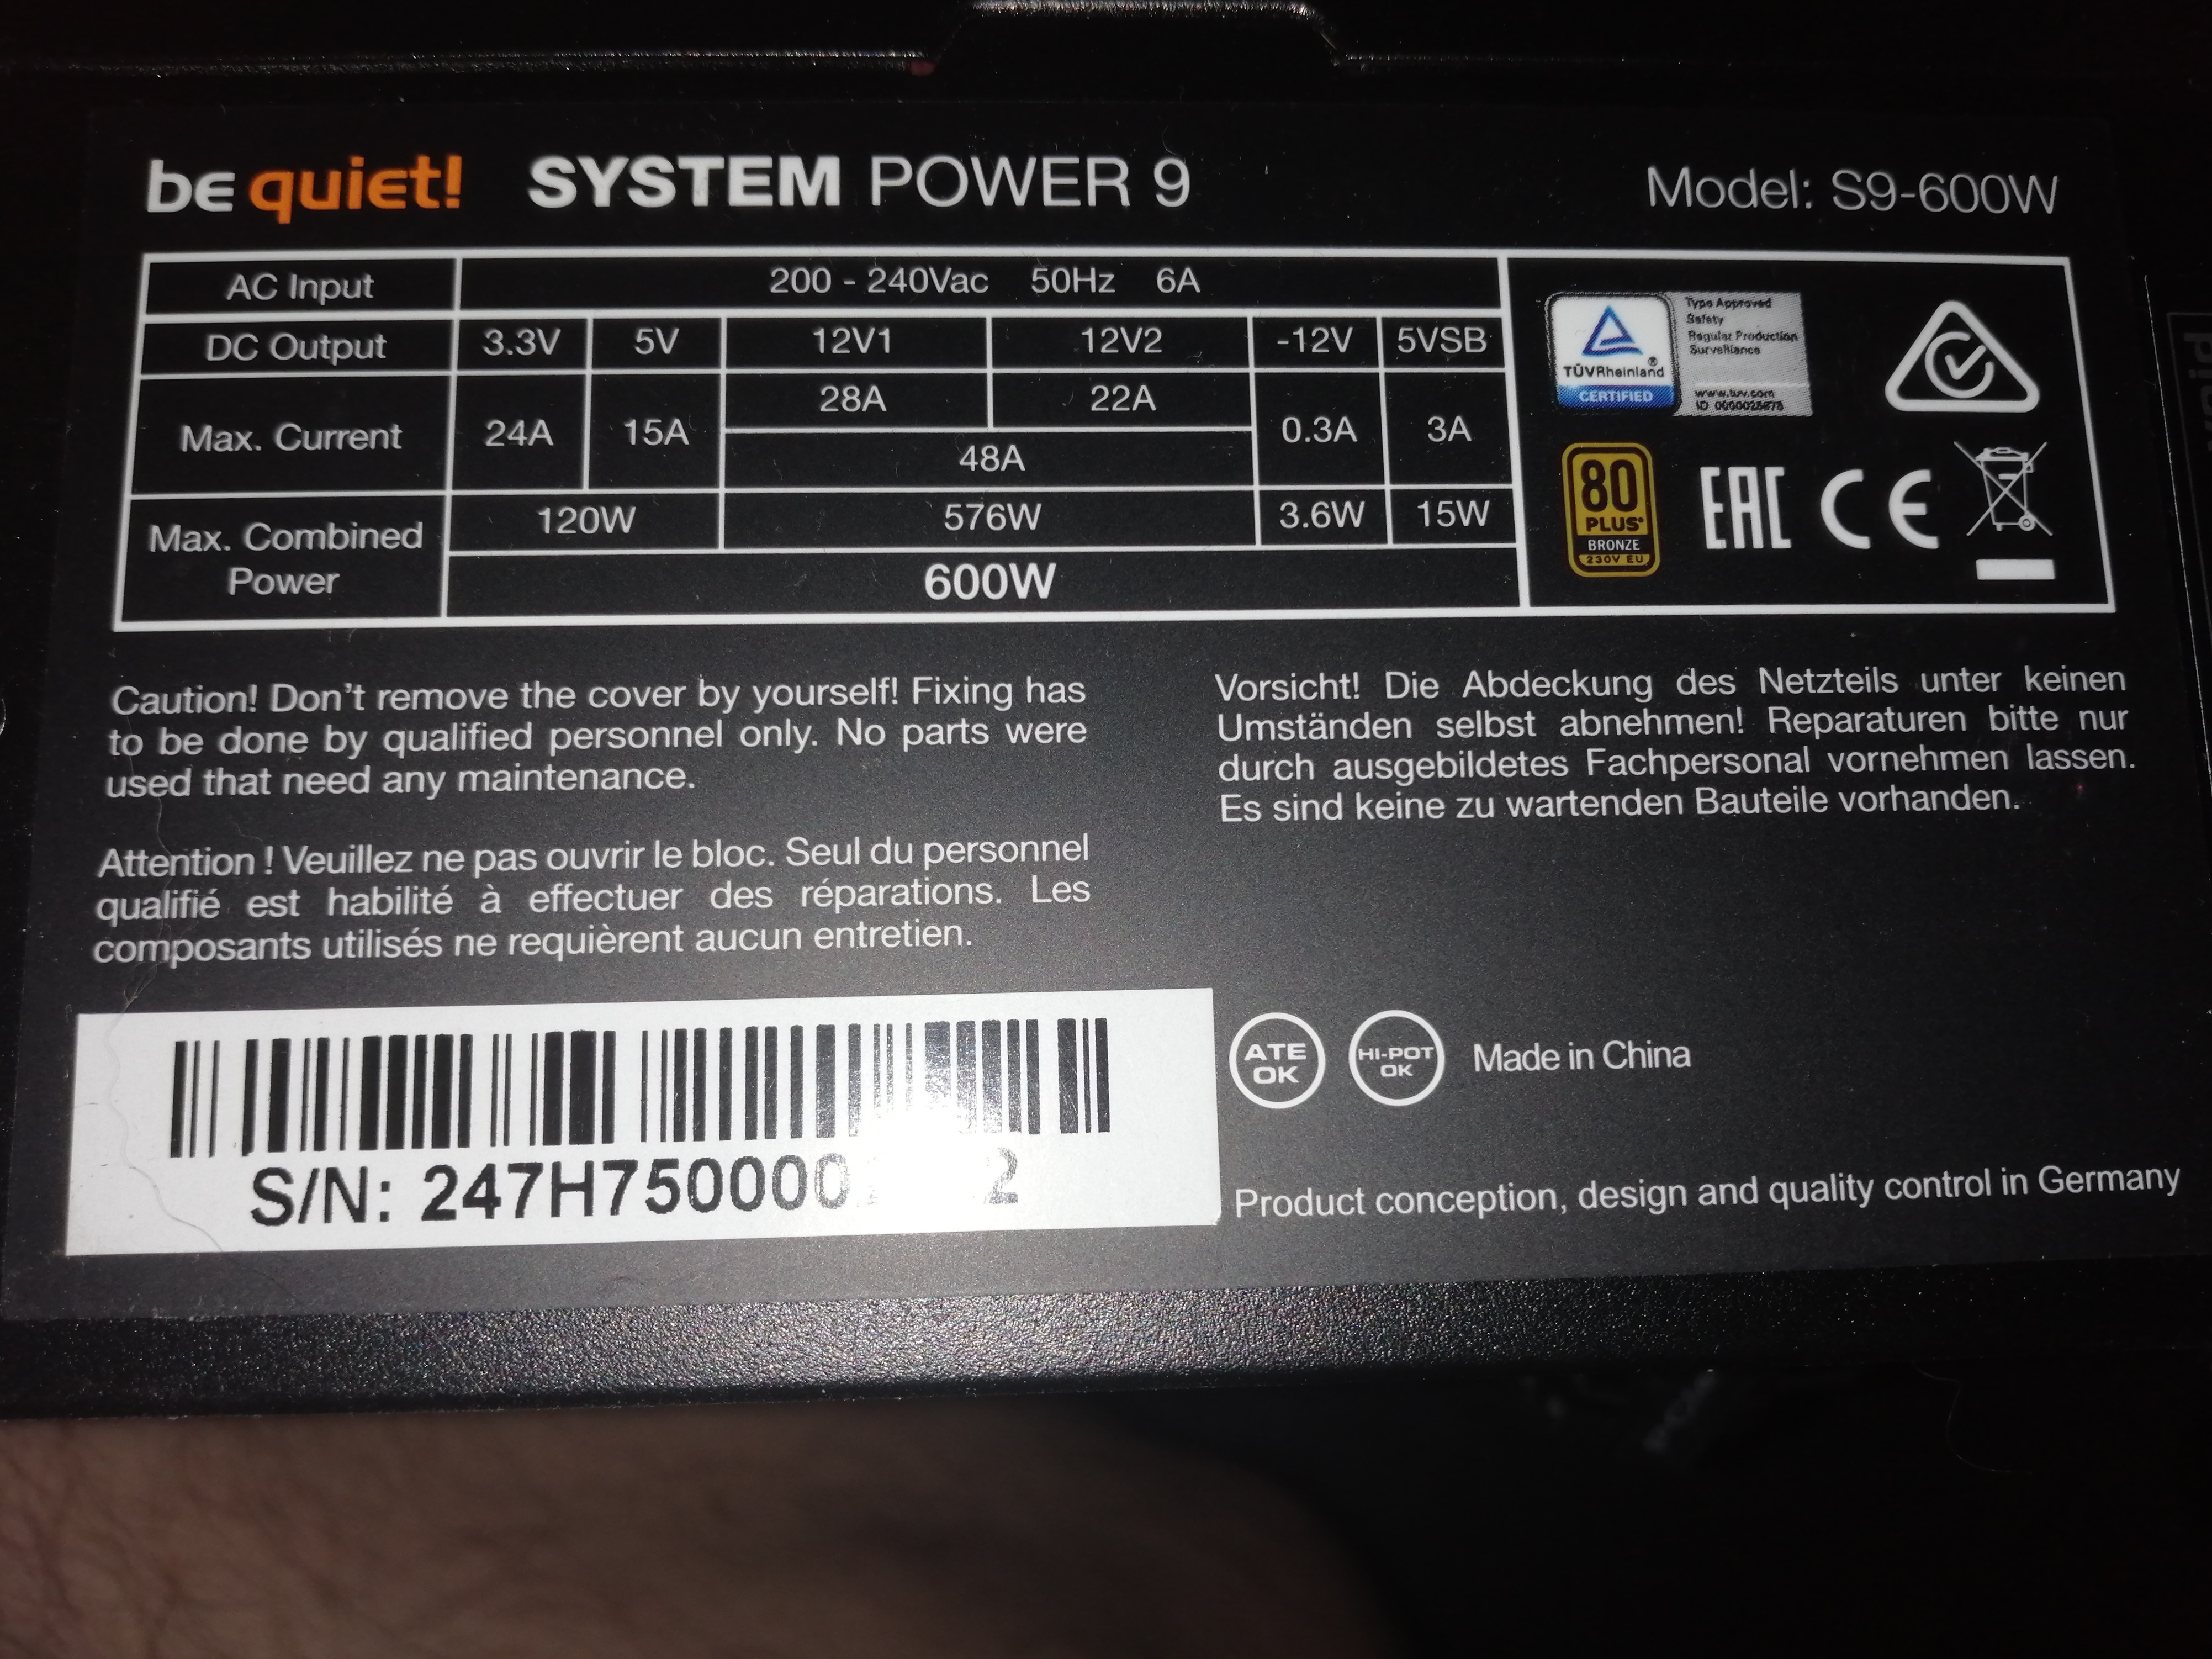 be quiet! SYSTEM POWER 9 Model: S9-600W
AC Input 200 - 240Vac 50Hz 6A
DC Output 3.3V 5V 12V1 12V2 -12V 5VSB
Max. Current 24A 15A 28A 22A 0.3A 3A
48A
Max. Combined Power 120W 576W 3.6W 15W
600W
TÜVRheinland®
CERTIFIED
Type Approved
Safety
Regular Production
Surveillance
www.tuv.com
80
PLUS
BRONZE
230V EU
EAC CE
Caution! Don't remove the cover by yourself! Fixing has
to be done by qualified personnel only. No parts were
used that need any maintenance.
Vorsicht! Die Abdeckung des Netzteils unter keinen
Umständen selbst abnehmen! Reparaturen bitte nur
durch ausgebildetes Fachpersonal vornehmen lassen.
Es sind keine zu wartenden Bauteile vorhanden.
Attention ! Veuillez ne pas ouvrir le bloc. Seul du personnel
qualifié est habilité à effectuer des réparations. Les
composants utilisés ne requièrent aucun entretien.
S/N:
ATE
OK
HI-POT
OK
Made in China
Product conception, design and quality control in Germany